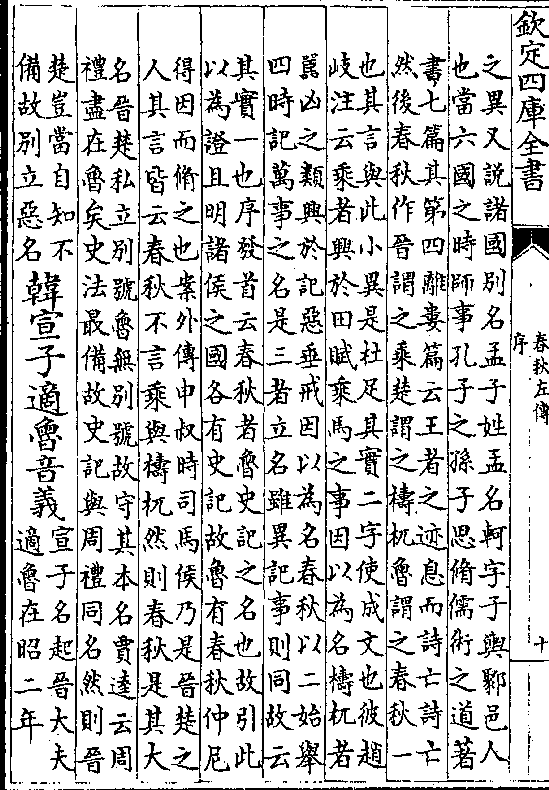 欽定四庫全書
春秋左傳
序
十
之異又說諸國別名孟子姓孟名軻字子輿鄒邑人
也當六國之時師事孔子之孫子思脩儒術之道著
書七篇其第四離婁篇云王者之迹息而詩亡詩亡
然後春秋作晉謂之乘楚謂之檮杌魯謂之春秋一
也其言與此小異是杜足其實二字使成文也彼趙
岐注云乘者興於田賦乘馬之事因以為名檮杌者
嚚凶之類興於記惡垂戒因以為名春秋以二始舉
四時記萬事之名是三者立名雖異記事則同故云
其實一也序發首云春秋者魯史記之名也故引此
以為證且明諸侯之國各有史記故魯有春秋仲尼
得因而脩之也案外傳申叔時司馬侯乃是晉楚之
人其言皆云春秋不言乘與檮杌然則春秋是其大
名晉楚私立別號魯無別號故守其本名賈逵云周
禮盡在魯矣史法最備故史記與周禮同名然則晉
楚豈當自知不
備故別立惡名
韓宣子適魯音義
宣子名起晉大夫
適魯在昭二年